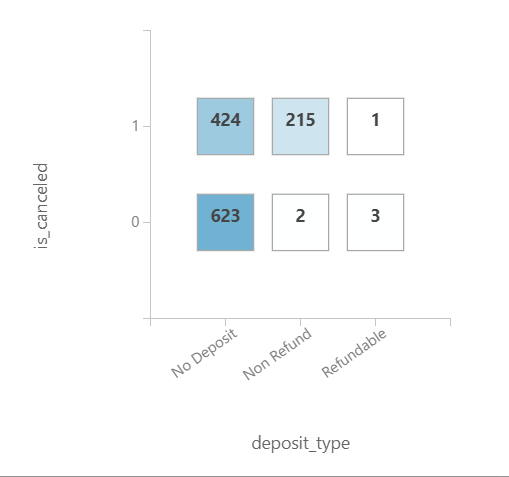 is_canceled
1
424 215 1
0
623 2 3
No Deposit Non Refund Refundable
deposit_type